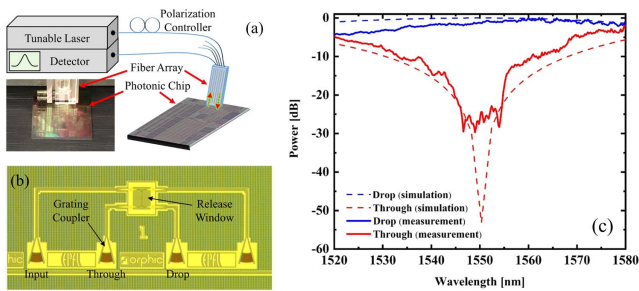 (a)
Polarization
Controller
Tunable Laser
Detector
Fiber Array
Photonic Chip
(b)
Grating
Coupler
Release
Window
1
orphic
orphic
Input
Through
Drop
Power [dB]
0
-10
-20
-30
-40
-50
-60
Drop (simulation)
Through (simulation)
Drop (measurement)
Through (measurement)
(c)
1520
1530
1540
1550
1560
1570
1580
Wavelength [nm]